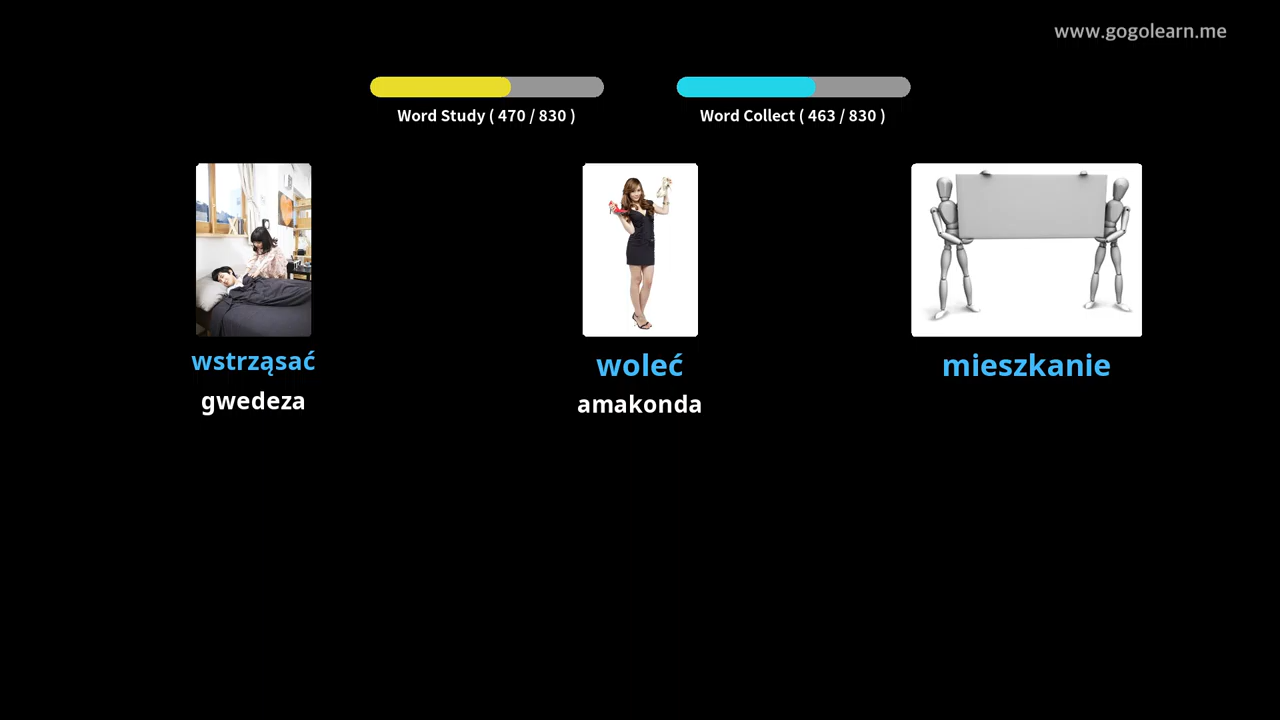 www.gogolearn.me
Word Study ( 470 / 830 )
Word Collect ( 463 / 830 )
wstrząsać
gwedeza
woleć
amakonda
mieszkanie